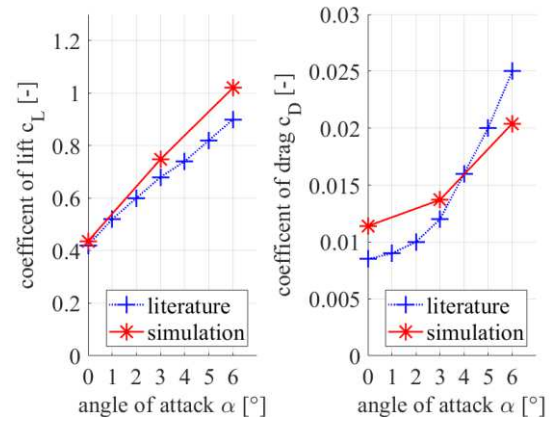 coefficent of lift c_L [-]
1.2
1
0.8
0.6
0.4
0.2
0
literature
simulation
0 1 2 3 4 5 6
angle of attack α [°]
coefficent of drag c_D [-]
0.03
0.025
0.02
0.015
0.01
0.005
0
literature
simulation
0 1 2 3 4 5 6
angle of attack α [°]